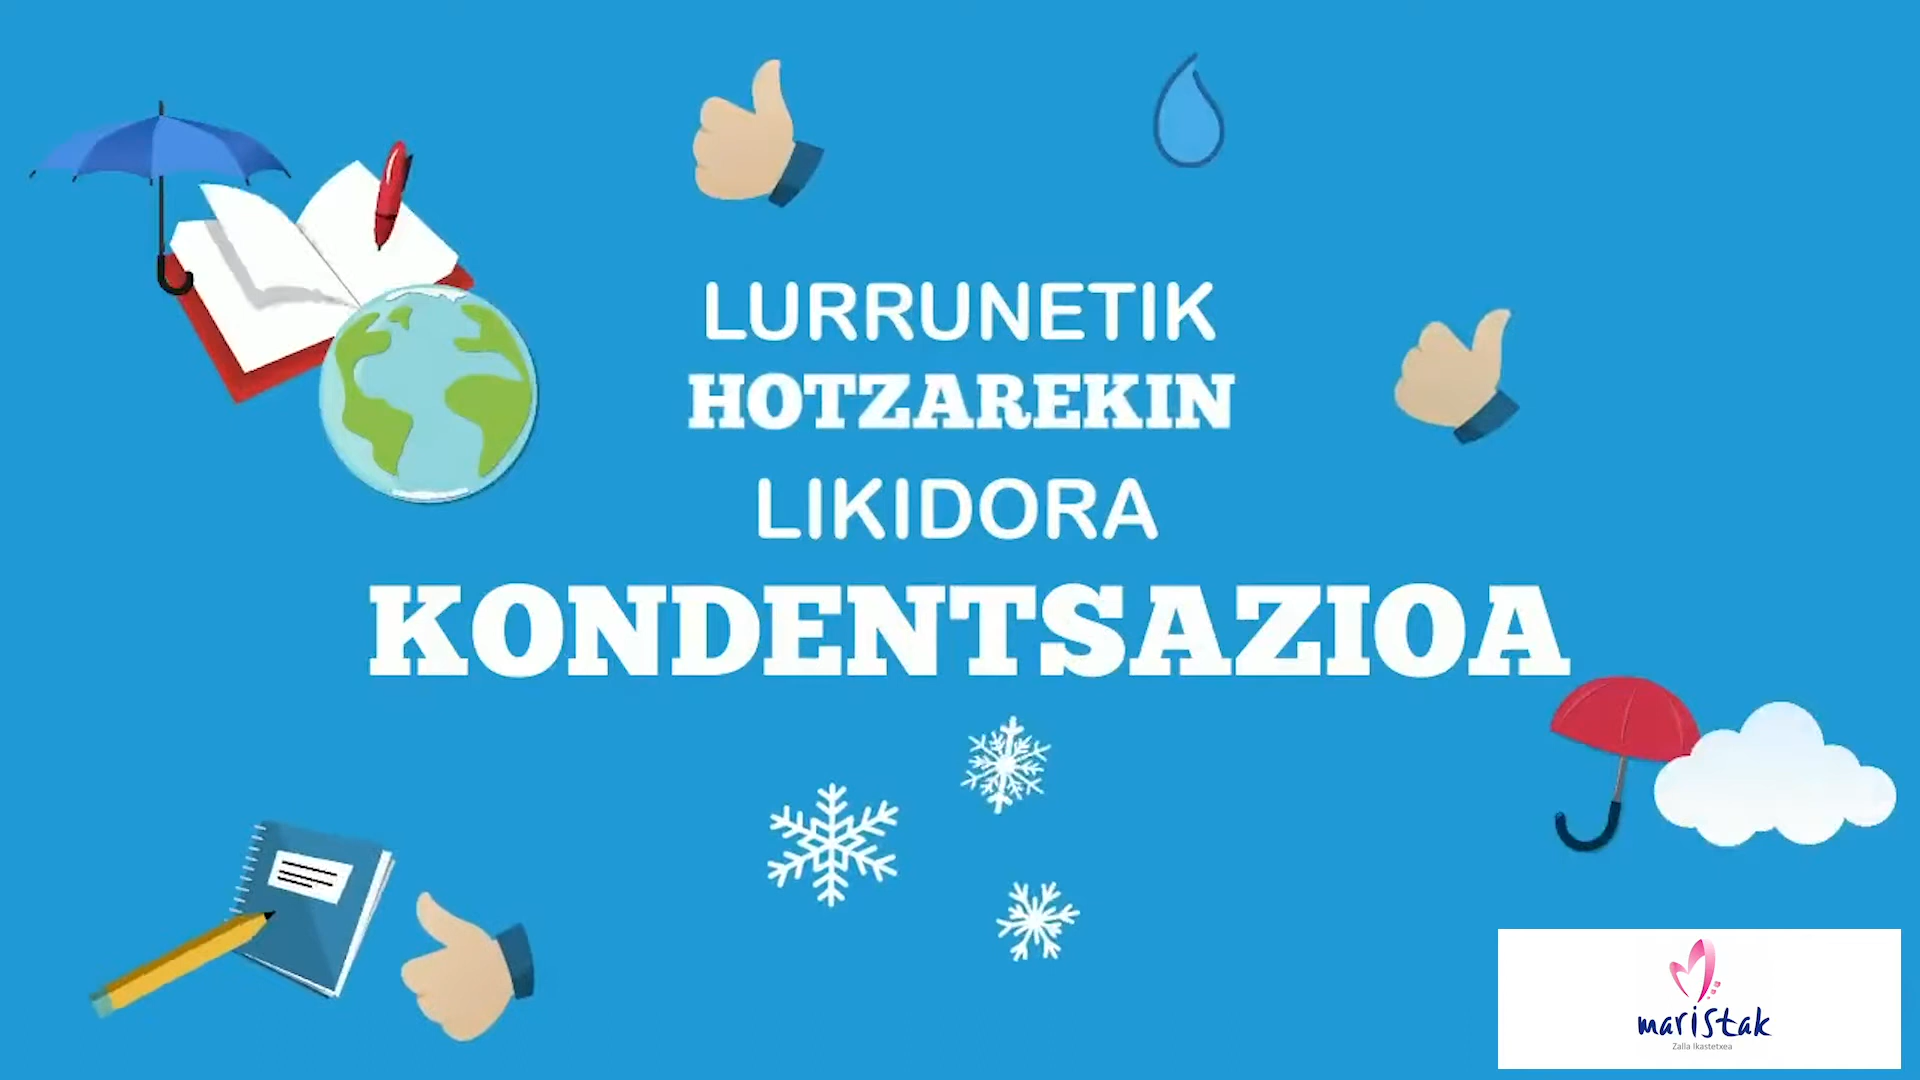 LURRUNETIK
HOTZAREKIN
LIKIDORA
KONDENTSAZIOA
maristak
Zalla Ikastetxea